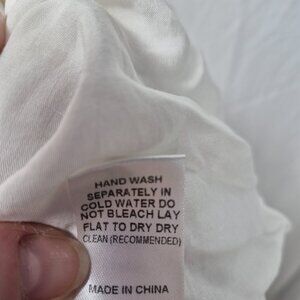 HAND WASH
SEPARATELY IN
COLD WATER DO
NOT BLEACH LAY
FLAT TO DRY DRY
CLEAN (RECOMMENDED)
MADE IN CHINA